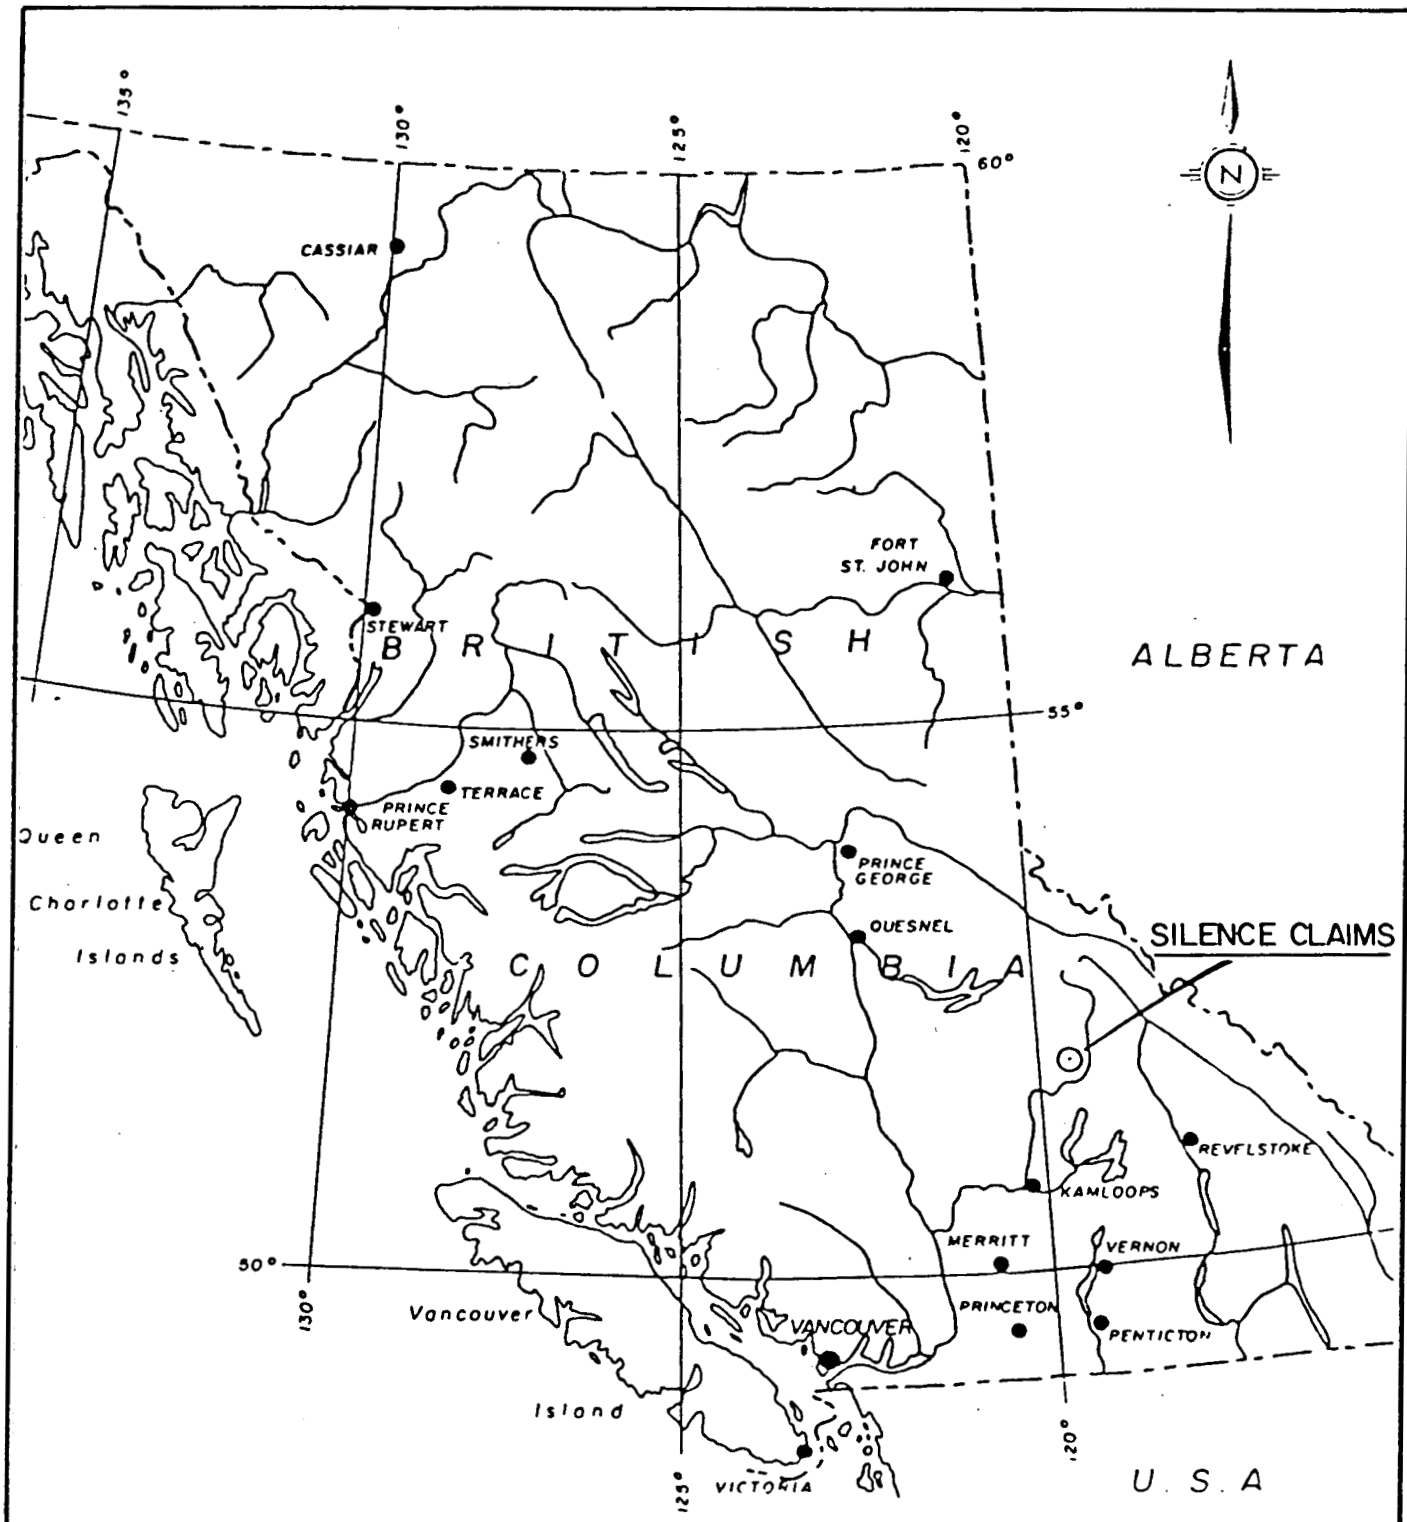 135°
130°
125°
120°
60°
N
CASSIAR
FORT
ST. JOHN
STEWART
BRITISH
ALBERTA
55°
SMITHERS
TERRACE
PRINCE
RUPERT
Queen
Charlotte
Islands
PRINCE
GEORGE
QUESNEL
SILENCE CLAIMS
COLUMBIA
REVELSTOKE
KAMLOOPS
MERRITT
VERNON
50°
130°
Vancouver
PRINCETON
VANCOUVER
PENTICTON
Island
120°
VICTORIA
125°
U.S.A